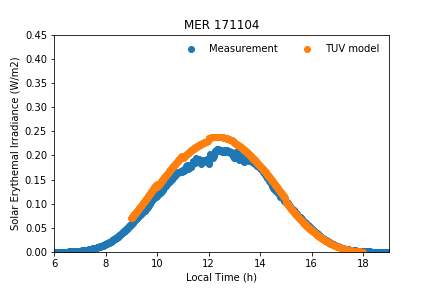 MER 171104
Measurement
TUV model
Solar Erythemal Irradiance (W/m2)
0.45
0.40
0.35
0.30
0.25
0.20
0.15
0.10
0.05
0.00
6 8 10 12 14 16 18
Local Time (h)